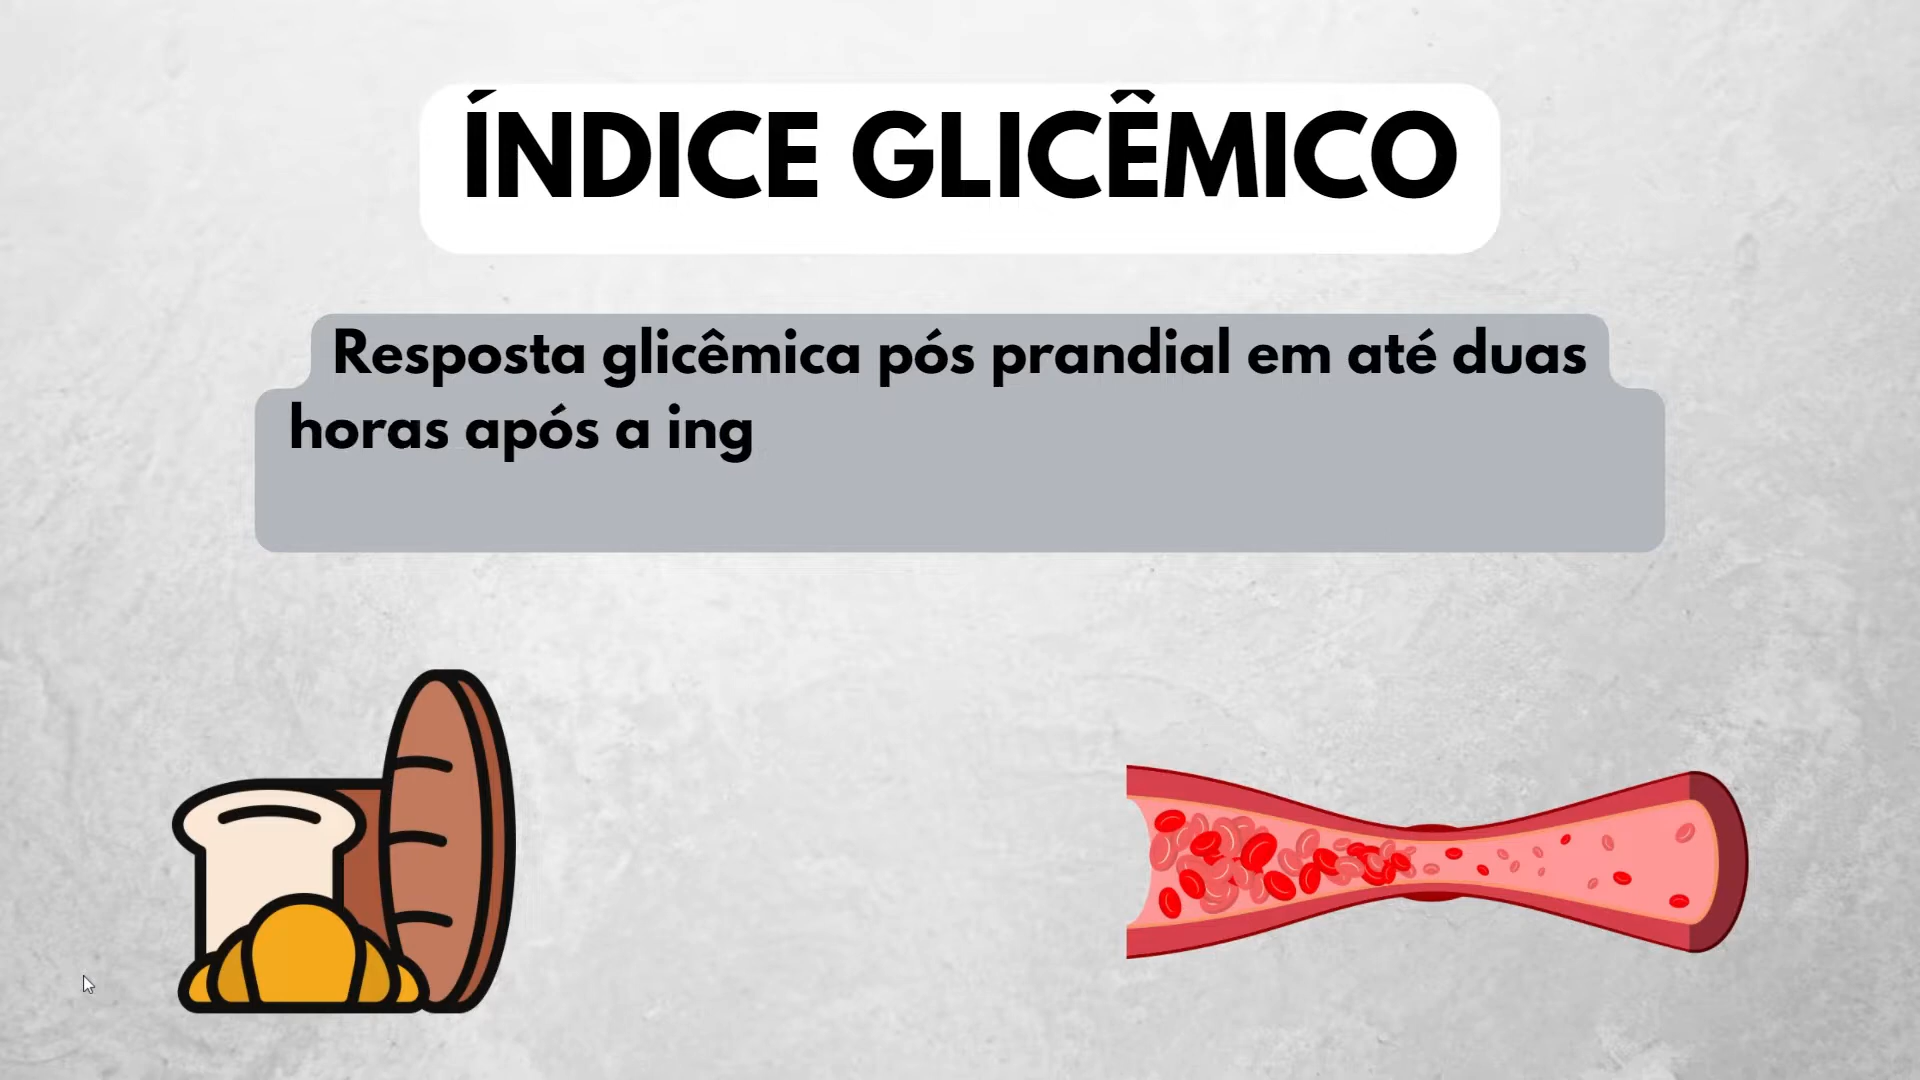 ÍNDICE GLICÊMICO
Resposta glicêmica pós prandial em até duas
horas após a ing